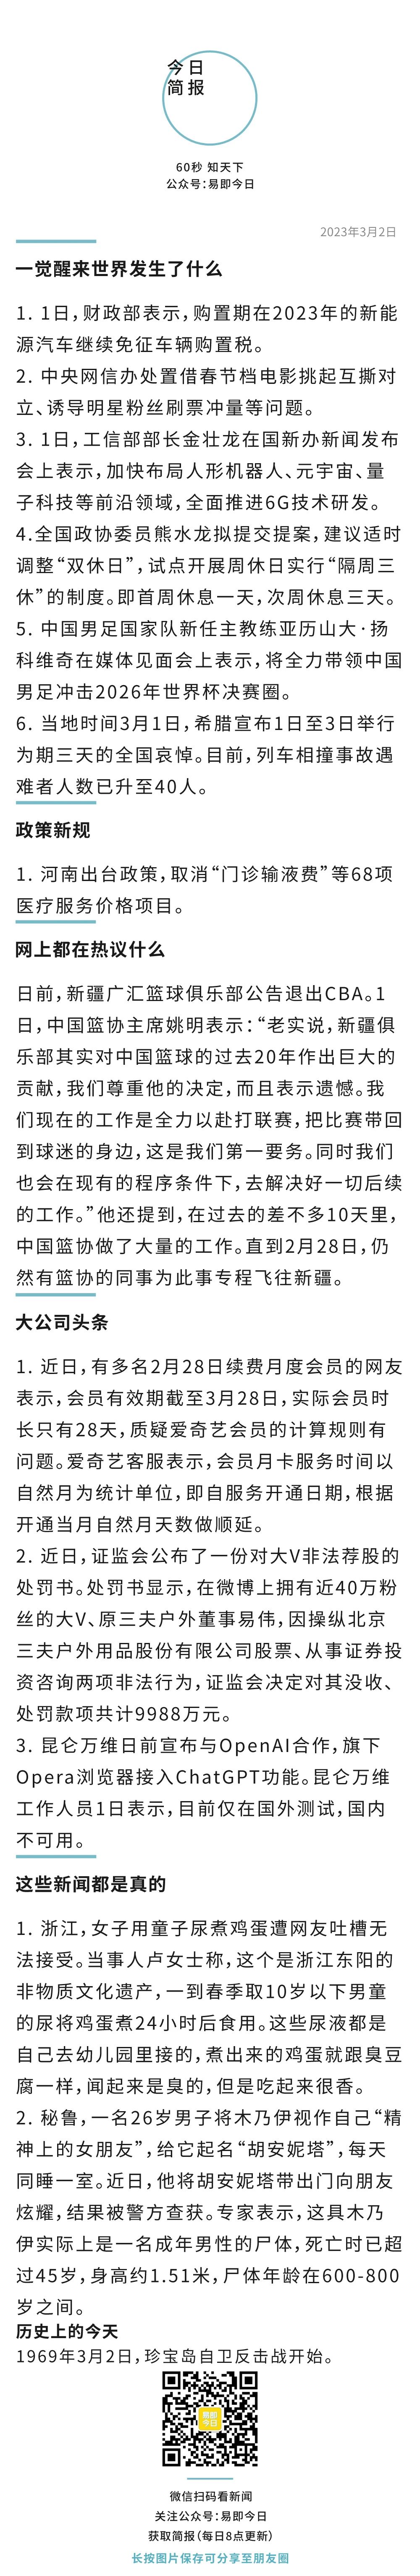 今日
简报
60秒 知天下
公众号：易即今日
2023年3月2日
一觉醒来世界发生了什么
1. 1日，财政部表示，购置期在2023年的新能
源汽车继续免征车辆购置税。
2. 中央网信办处置借春节档电影挑起互撕对
立、诱导明星粉丝刷票冲量等问题。
3. 1日，工信部部长金壮龙在国新办新闻发布
会上表示，加快布局人形机器人、元宇宙、量
子科技等前沿领域，全面推进6G技术研发。
4.全国政协委员熊水龙拟提交提案，建议适时
调整“双休日”，试点开展周休日实行“隔周三
休”的制度。即首周休息一天，次周休息三天。
5. 中国男足国家队新任主教练亚历山大·扬
科维奇在媒体见面会上表示，将全力带领中国
男足冲击2026年世界杯决赛圈。
6. 当地时间3月1日，希腊宣布1日至3日举行
为期三天的全国哀悼。目前，列车相撞事故遇
难者人数已升至40人。
政策新规
1. 河南出台政策，取消“门诊输液费”等68项
医疗服务价格项目。
网上都在热议什么
日前，新疆广汇篮球俱乐部公告退出CBA。1
日，中国篮协主席姚明表示：“老实说，新疆俱
乐部其实对中国篮球的过去20年作出巨大的
贡献，我们尊重他的决定，而且表示遗憾。我
们现在的工作是全力以赴打联赛，把比赛带回
到球迷的身边，这是我们第一要务。同时我们
也会在现有的程序条件下，去解决好一切后续
的工作。”他还提到，在过去的差不多10天里，
中国篮协做了大量的工作。直到2月28日，仍
然有篮协的同事为此事专程飞往新疆。
大公司头条
1. 近日，有多名2月28日续费月度会员的网友
表示，会员有效期截至3月28日，实际会员时
长只有28天，质疑爱奇艺会员的计算规则有
问题。爱奇艺客服表示，会员月卡服务时间以
自然月为统计单位，即自服务开通日期，根据
开通当月自然月天数做顺延。
2. 近日，证监会公布了一份对大V非法荐股的
处罚书。处罚书显示，在微博上拥有近40万粉
丝的大V、原三夫户外董事易伟，因操纵北京
三夫户外用品股份有限公司股票、从事证券投
资咨询两项非法行为，证监会决定对其没收、
处罚款项共计9988万元。
3. 昆仑万维日前宣布与OpenAI合作，旗下
Opera浏览器接入ChatGPT功能。昆仑万维
工作人员1日表示，目前仅在国外测试，国内
不可用。
这些新闻都是真的
1. 浙江，女子用童子尿煮鸡蛋遭网友吐槽无
法接受。当事人卢女士称，这个是浙江东阳的
非物质文化遗产，一到春季取10岁以下男童
的尿将鸡蛋煮24小时后食用。这些尿液都是
自己去幼儿园里接的，煮出来的鸡蛋就跟臭豆
腐一样，闻起来是臭的，但是吃起来很香。
2. 秘鲁，一名26岁男子将木乃伊视作自己“精
神上的女朋友”，给它起名“胡安妮塔”，每天
同睡一室。近日，他将胡安妮塔带出门向朋友
炫耀，结果被警方查获。专家表示，这具木乃
伊实际上是一名成年男性的尸体，死亡时已超
过45岁，身高约1.51米，尸体年龄在600-800
岁之间。
历史上的今天
1969年3月2日，珍宝岛自卫反击战开始。
易即
今日
微信扫码看新闻
关注公众号：易即今日
获取简报（每日8点更新）
长按图片保存可分享至朋友圈